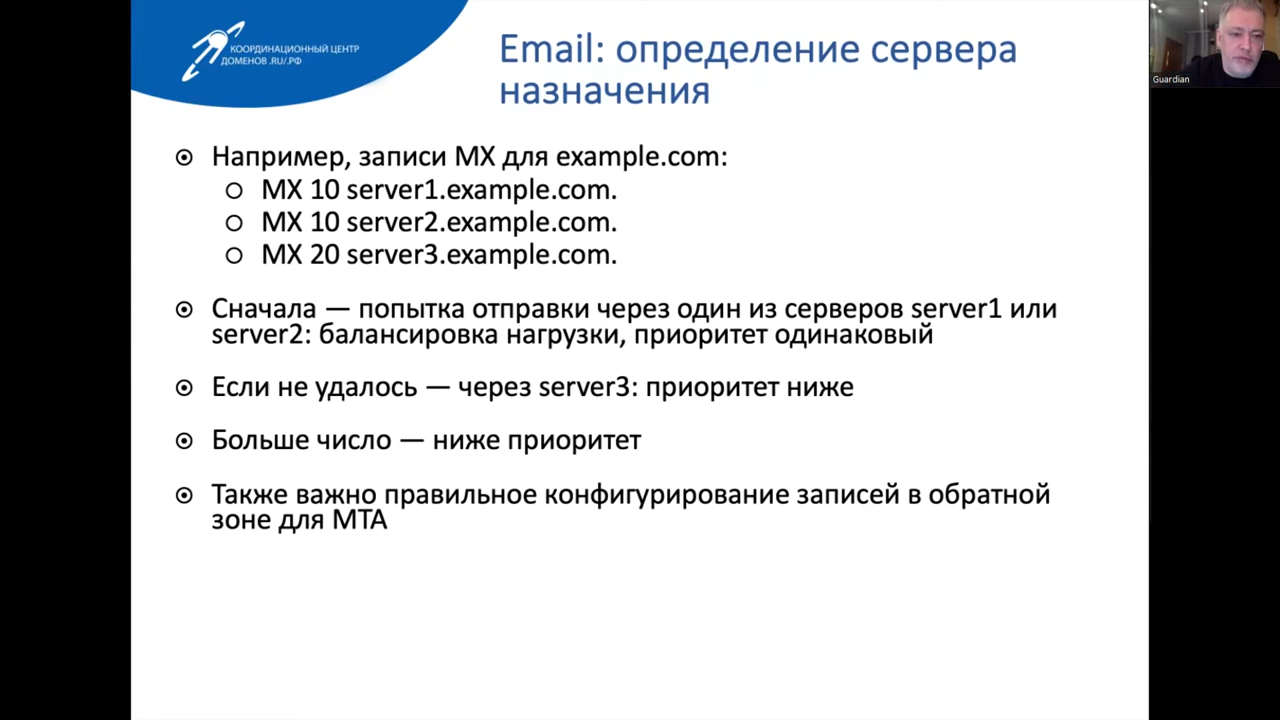 КООРДИНАЦИОННЫЙ ЦЕНТР
ДОМЕНОВ .RU/.РФ
Email: определение сервера
назначения
Например, записи MX для example.com:
MX 10 server1.example.com.
MX 10 server2.example.com.
MX 20 server3.example.com.
Сначала — попытка отправки через один из серверов server1 или
server2: балансировка нагрузки, приоритет одинаковый
Если не удалось — через server3: приоритет ниже
Больше число — ниже приоритет
Также важно правильное конфигурирование записей в обратной
зоне для MTA
Guardian